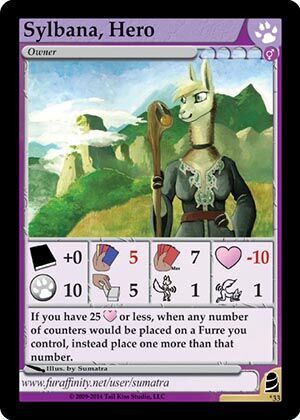 Sylbana, Hero
Owner
+0 5 7 -10
Max
10 5 1 1
If you have 25 or less, when any number
of counters would be placed on a Furre you
control, instead place one more than that
number.
Illus. by Sumatra
www.furaffinity.net/user/sumatra
© 2009-2014 Tail Kiss Studio, LLC
*33